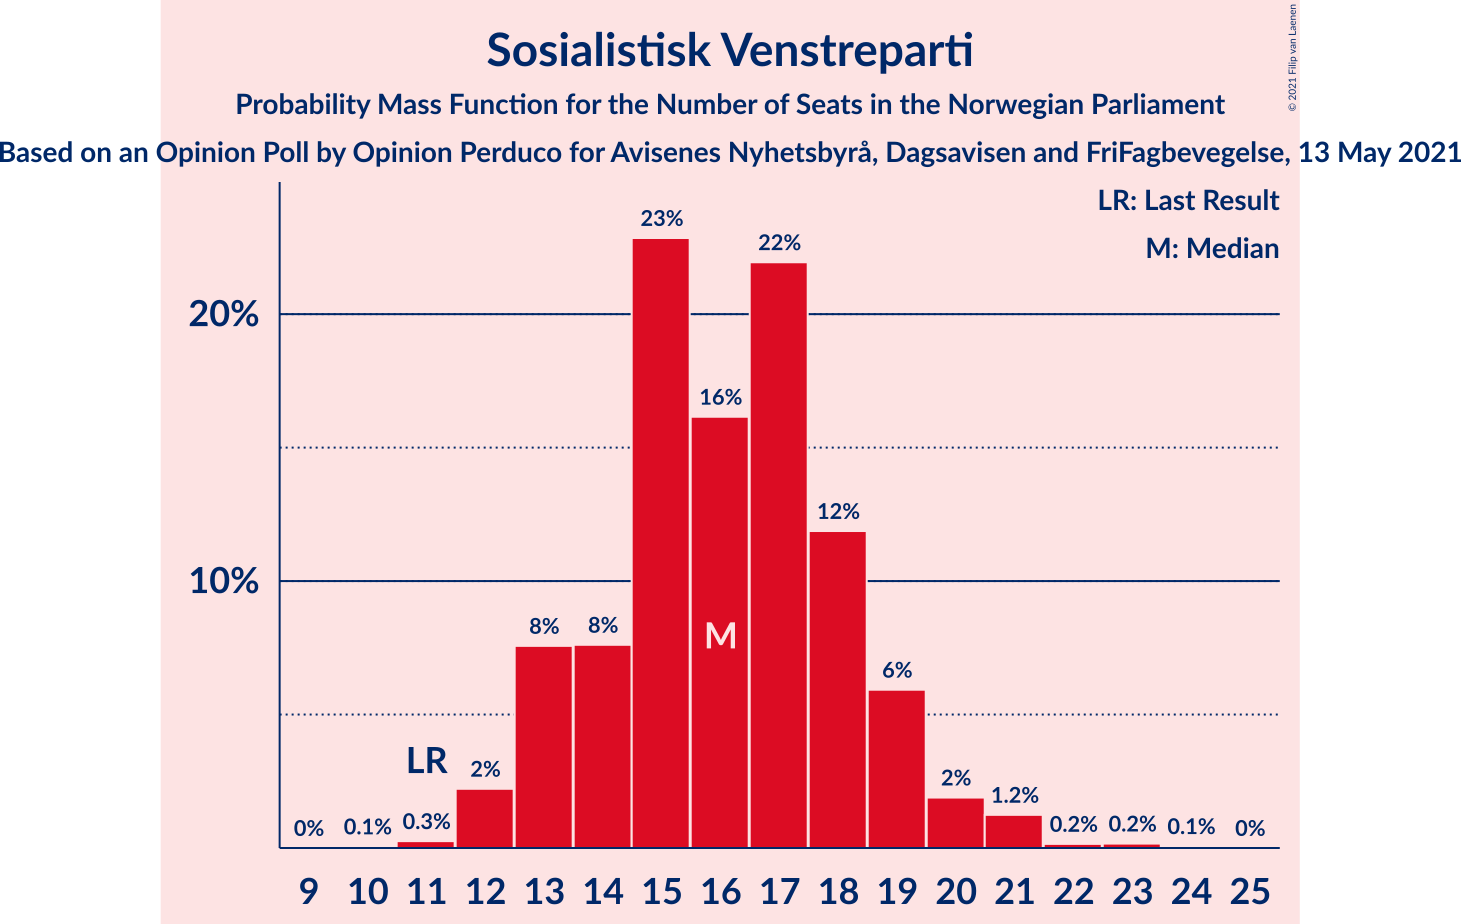 Sosialistisk Venstreparti
Probability Mass Function for the Number of Seats in the Norwegian Parliament
Based on an Opinion Poll by Opinion Perduco for Avisenes Nyhetsbyrå, Dagsavisen and FriFagbevegelse, 13 May 2021
© 2021 Filip van Laenen
LR: Last Result
M: Median
20%
10%
0%
0.1%
0.3%
LR
2%
8%
8%
23%
16%
M
22%
12%
6%
2%
1.2%
0.2%
0.2%
0.1%
0%
9 10 11 12 13 14 15 16 17 18 19 20 21 22 23 24 25